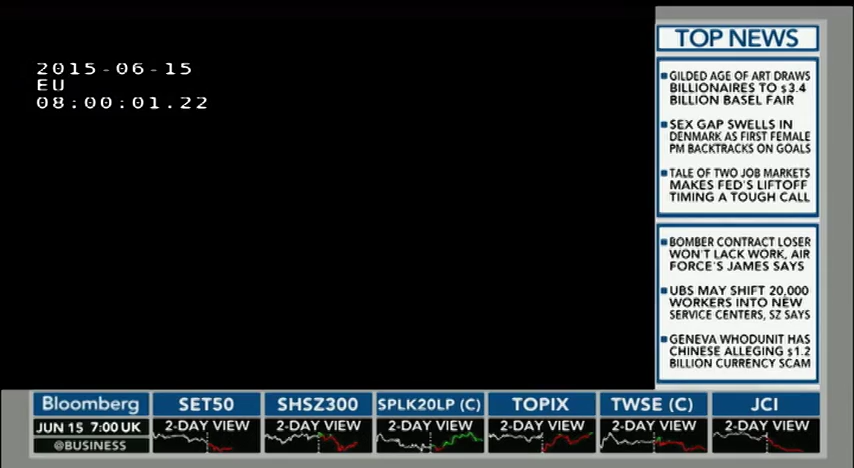 2015-06-15
EU
08:00:01.22
TOP NEWS
GILDED AGE OF ART DRAWS
BILLIONAIRES TO $3.4
BILLION BASEL FAIR
SEX GAP SWELLS IN
DENMARK AS FIRST FEMALE
PM BACKTRACKS ON GOALS
TALE OF TWO JOB MARKETS
MAKES FED'S LIFTOFF
TIMING A TOUGH CALL
BOMBER CONTRACT LOSER
WON'T LACK WORK, AIR
FORCE'S JAMES SAYS
UBS MAY SHIFT 20,000
WORKERS INTO NEW
SERVICE CENTERS, SZ SAYS
GENEVA WHODUNIT HAS
CHINESE ALLEGING $1.2
BILLION CURRENCY SCAM
Bloomberg SET50 SHSZ300 SPLK20LP (C) TOPIX TWSE (C) JCI
JUN 15 7:00 UK 2-DAY VIEW 2-DAY VIEW 2-DAY VIEW 2-DAY VIEW 2-DAY VIEW 2-DAY VIEW
@BUSINESS